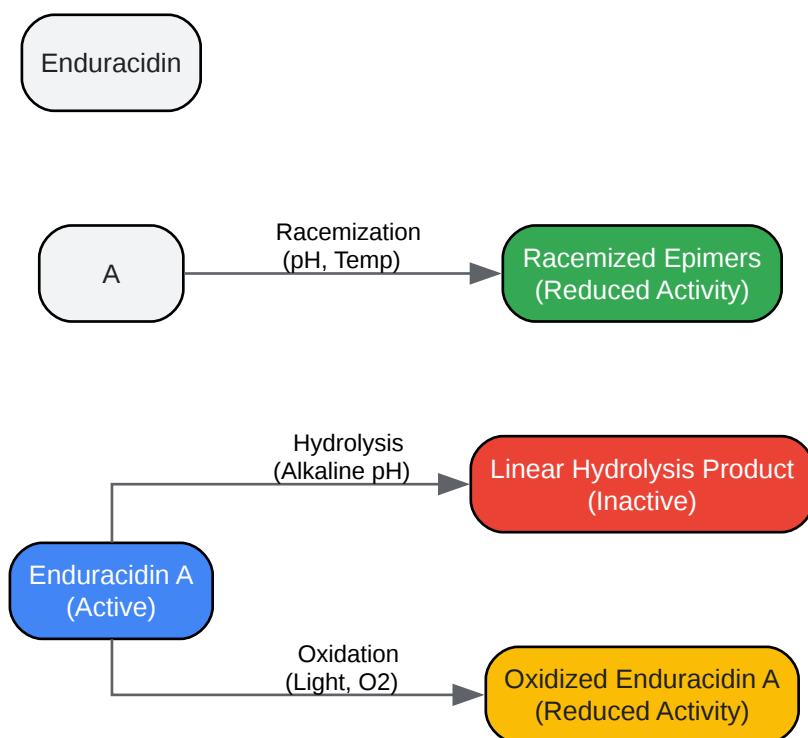 Enduracidin
A
Racemization
(pH, Temp)
Racemized Epimers
(Reduced Activity)
Hydrolysis
(Alkaline pH)
Linear Hydrolysis Product
(Inactive)
Enduracidin A
(Active)
Oxidation
(Light, O2)
Oxidized Enduracidin A
(Reduced Activity)